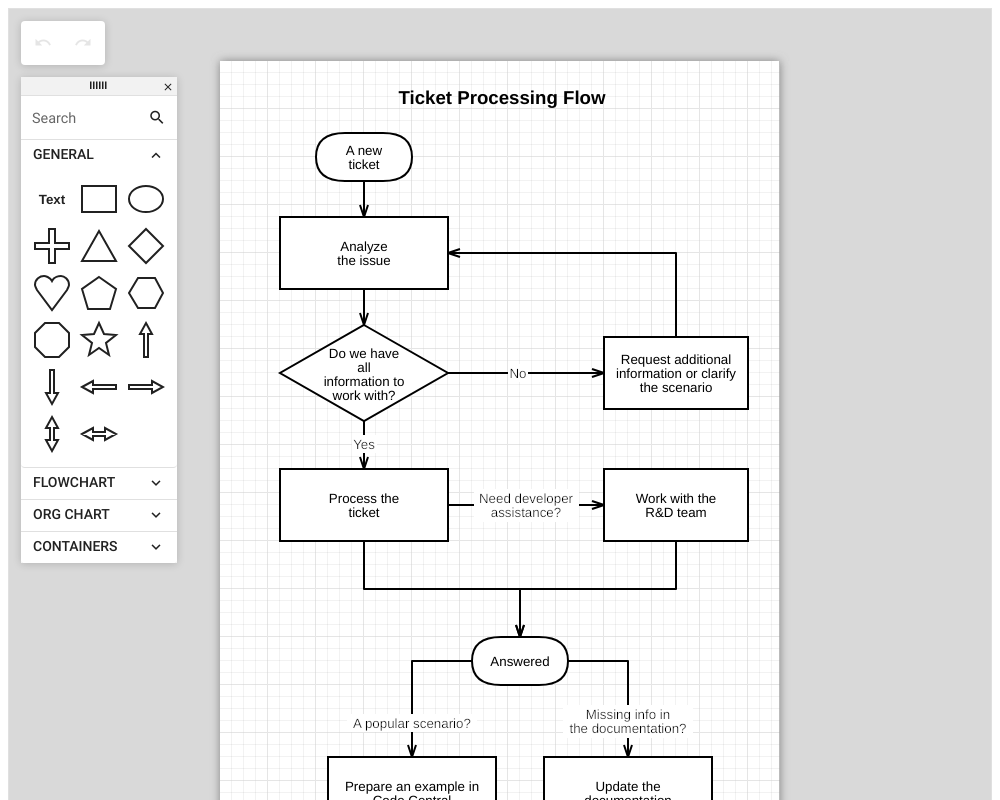 Search
GENERAL
Text
FLOWCHART
ORG CHART
CONTAINERS
Ticket Processing Flow
A new
ticket
Analyze
the issue
Do we have
all
information to
work with?
No
Request additional
information or clarify
the scenario
Yes
Process the
ticket
Need developer
assistance?
Work with the
R&D team
Answered
A popular scenario?
Missing info in
the documentation?
Prepare an example in
Code Central
Update the
documentation